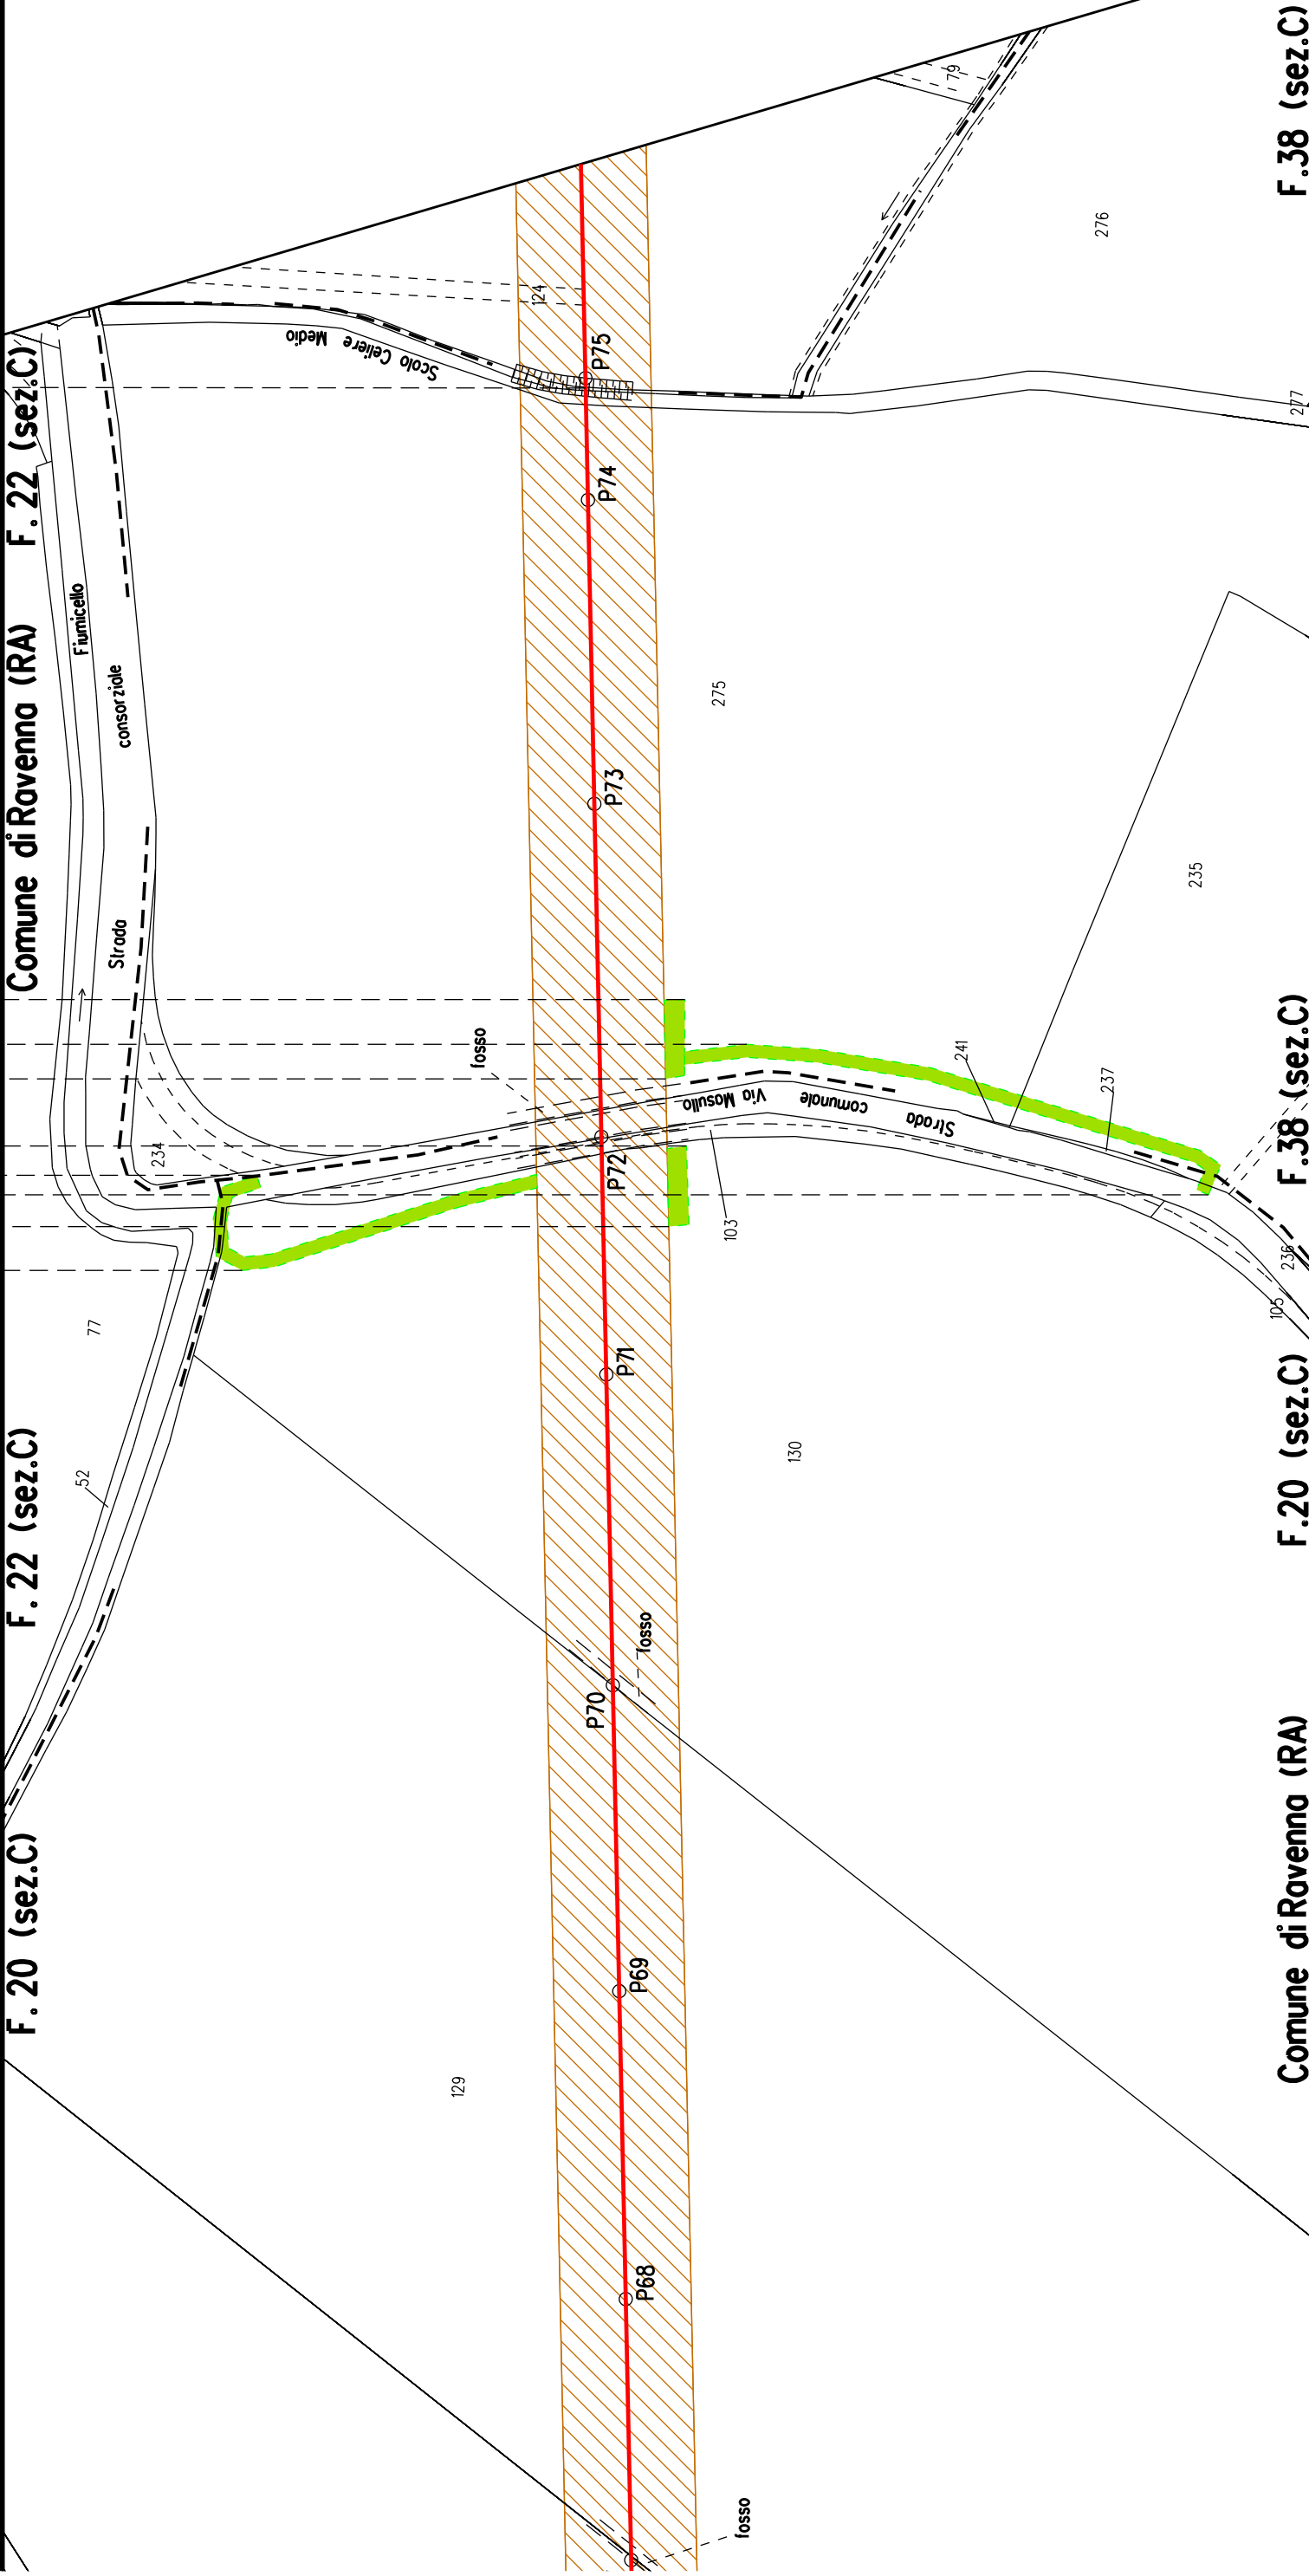 F. 20 (sez.C)
F. 22 (sez.C)
Comune di Ravenna (RA)
F. 22 (sez.C)
52
77
Fiumicello
Strada
consorziale
234
Scolo Celiere Medio
129
fosso
124
P68
P69
P70
P71
P72
P73
P74
P75
fosso
fosso
103
Strada comunale Via Masullo
130
275
79
241
237
235
276
105
236
277
Comune di Ravenna (RA)
F.20 (sez.C)
F.38 (sez.C)
F.38 (sez.C)